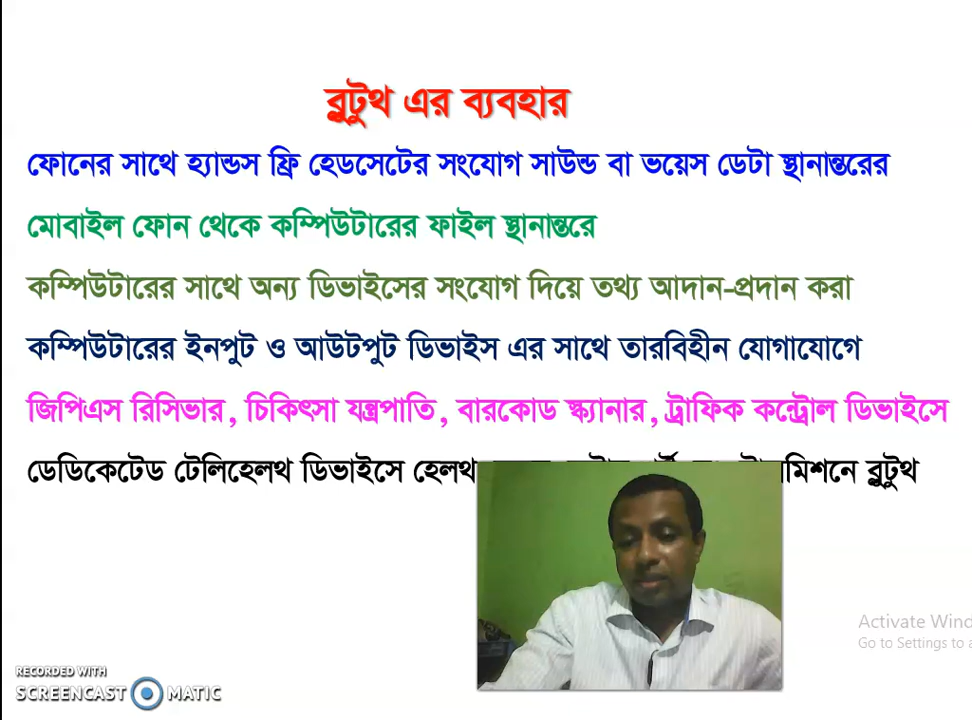 ব্লুটুথ এর ব্যবহার
ফোনের সাথে হ্যান্ডস ফ্রি হেডসেটের সংযোগ সাউন্ড বা ভয়েস ডেটা স্থানান্তরের
মোবাইল ফোন থেকে কম্পিউটারের ফাইল স্থানান্তরে
কম্পিউটারের সাথে অন্য ডিভাইসের সংযোগ দিয়ে তথ্য আদান-প্রদান করা
কম্পিউটারের ইনপুট ও আউটপুট ডিভাইস এর সাথে তারবিহীন যোগাযোগে
জিপিএস রিসিভার, চিকিৎসা যন্ত্রপাতি, বারকোড স্ক্যানার, ট্রাফিক কন্ট্রোল ডিভাইসে
ডেডিকেটেড টেলিহেলথ ডিভাইসে হেলথ ব্লুটুথ
Activate Wind
Go to Settings to a
RECORDED WITH
SCREENCAST MATIC